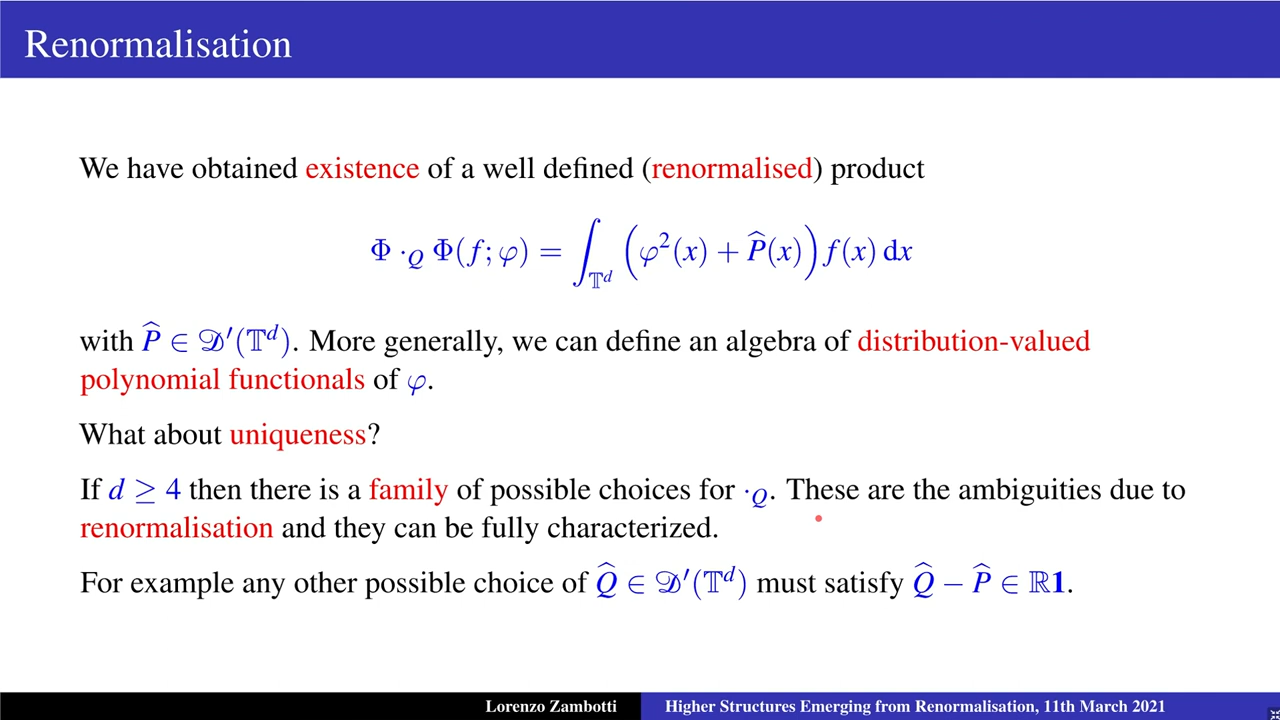 Renormalisation
We have obtained existence of a well defined (renormalised) product
Φ ·_Q Φ(f; φ) = ∫_{𝕋^d} (φ²(x) + P̂(x)) f(x) dx
with P̂ ∈ 𝒟′(𝕋^d). More generally, we can define an algebra of distribution-valued
polynomial functionals of φ.
What about uniqueness?
If d ≥ 4 then there is a family of possible choices for ·_Q. These are the ambiguities due to
renormalisation and they can be fully characterized.
For example any other possible choice of Q̂ ∈ 𝒟′(𝕋^d) must satisfy Q̂ − P̂ ∈ ℝ𝟏.
Lorenzo Zambotti Higher Structures Emerging from Renormalisation, 11th March 2021